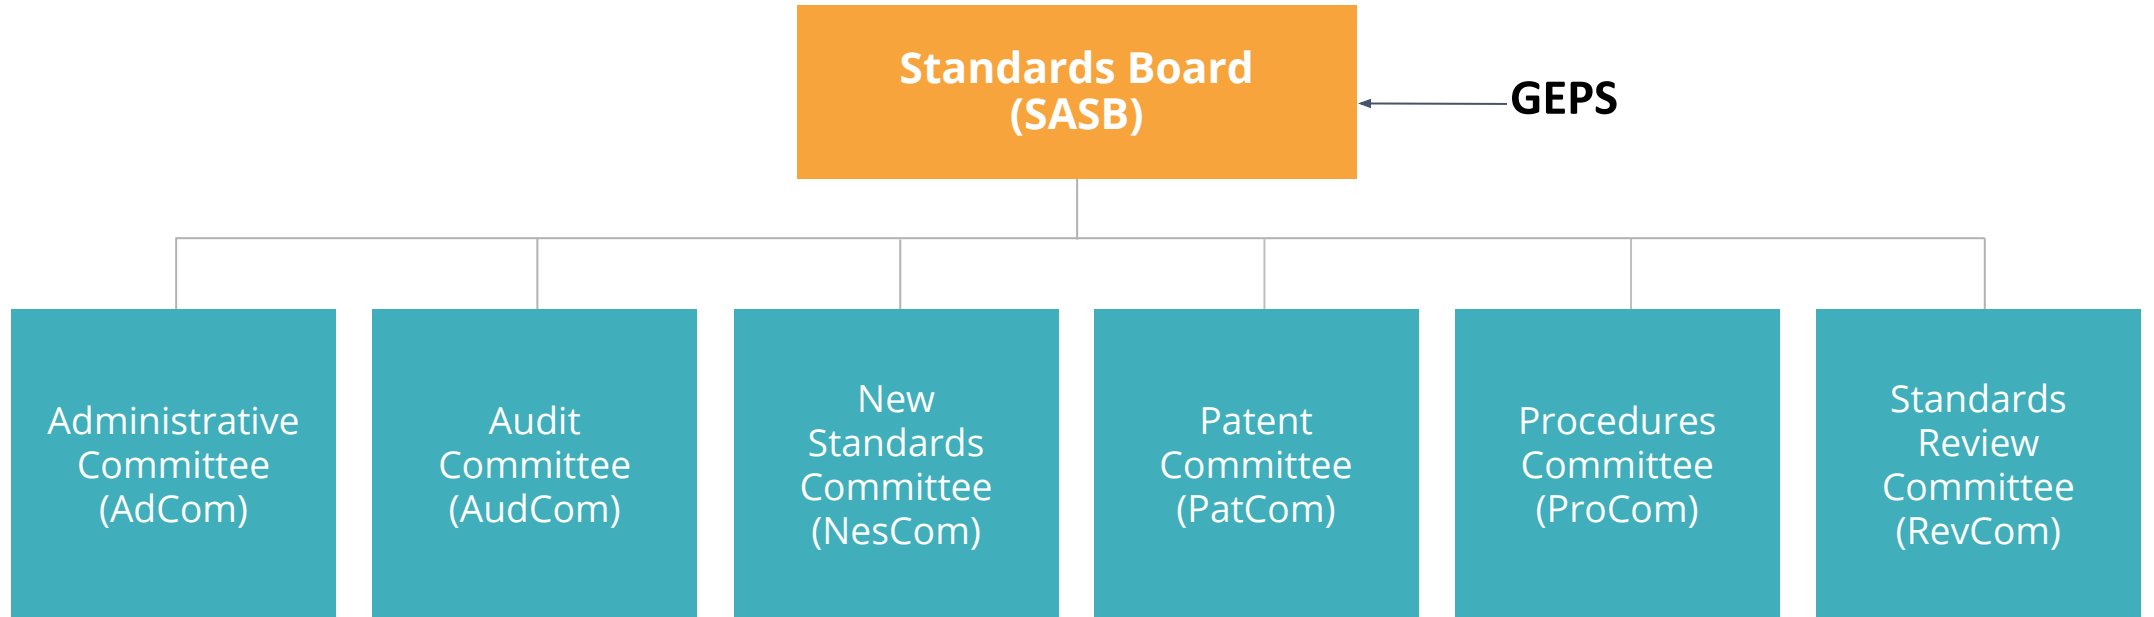 Standards Board
(SASB)
GEPS
Administrative
Committee
(AdCom)
Audit
Committee
(AudCom)
New
Standards
Committee
(NesCom)
Patent
Committee
(PatCom)
Procedures
Committee
(ProCom)
Standards
Review
Committee
(RevCom)